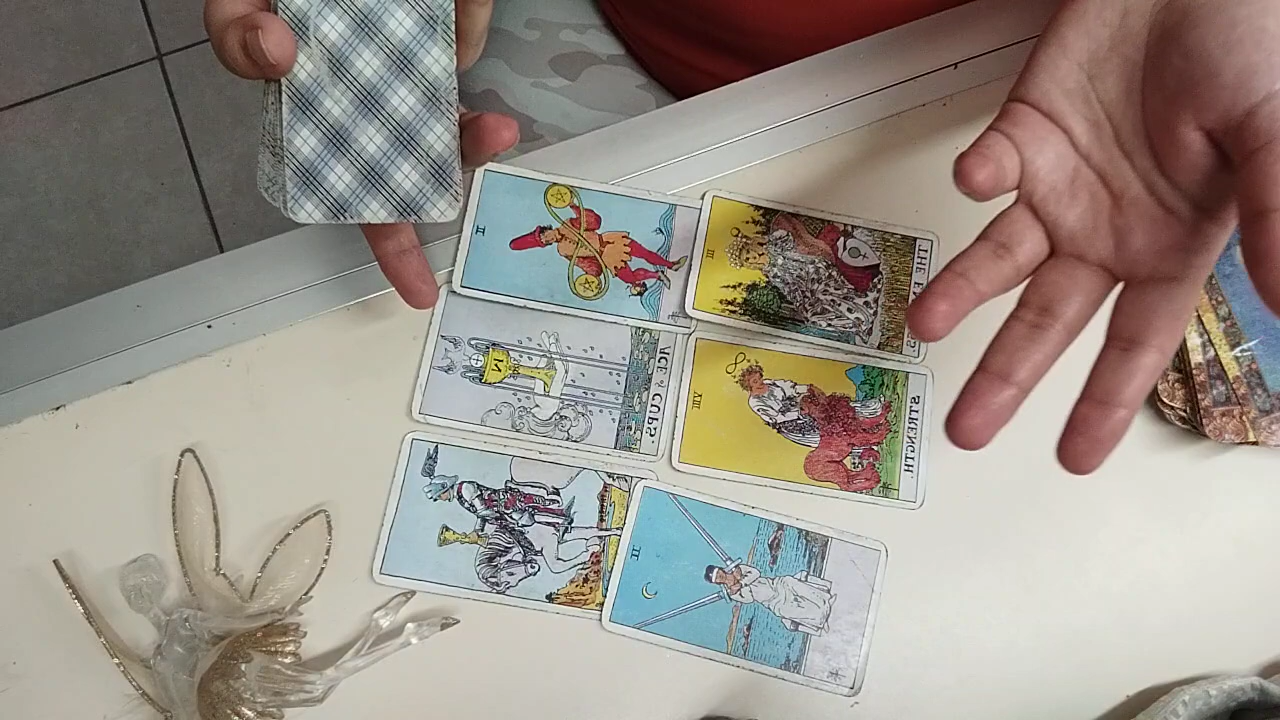 II
III
THE
ACE of CUPS
VIII
STRENGTH.
II